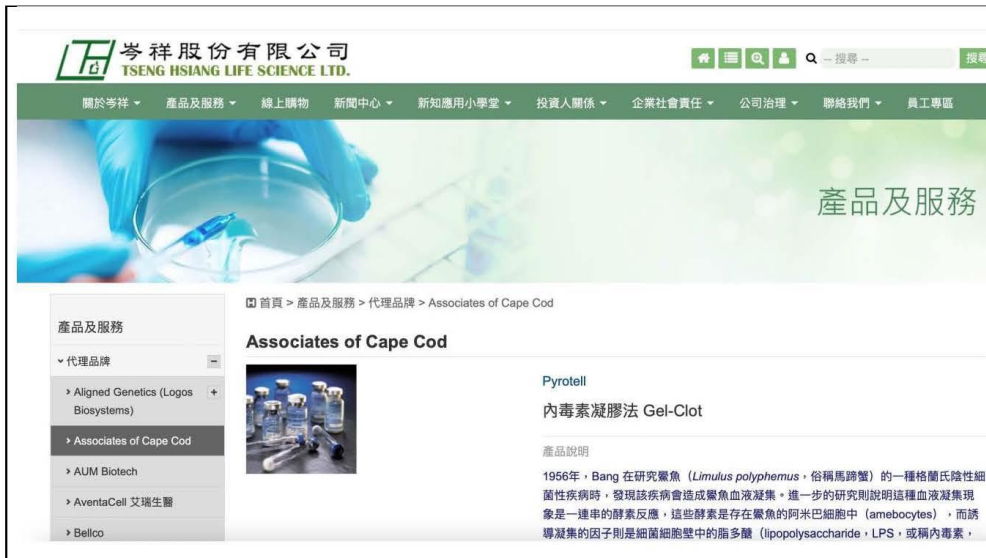 岑祥股份有限公司
TSENG HSIANG LIFE SCIENCE LTD.
-- 搜尋 --
搜尋
關於岑祥
產品及服務
線上購物
新聞中心
新知應用小學堂
投資人關係
企業社會責任
公司治理
聯絡我們
員工專區
產品及服務
首頁 > 產品及服務 > 代理品牌 > Associates of Cape Cod
產品及服務
代理品牌
Aligned Genetics (Logos
Biosystems)
Associates of Cape Cod
AUM Biotech
AventaCell 艾瑞生醫
Bellco
Associates of Cape Cod
Pyrotell
內毒素凝膠法 Gel-Clot
產品說明
1956年，Bang 在研究鱟魚（Limulus polyphemus，俗稱馬蹄蟹）的一種格蘭氏陰性細
菌性疾病時，發現該疾病會造成鱟魚血液凝集。進一步的研究則說明這種血液凝集現
象是一連串的酵素反應，這些酵素是存在鱟魚的阿米巴細胞中（amebocytes），而誘
導凝集的因子則是細菌細胞壁中的脂多醣（lipopolysaccharide，LPS，或稱內毒素，